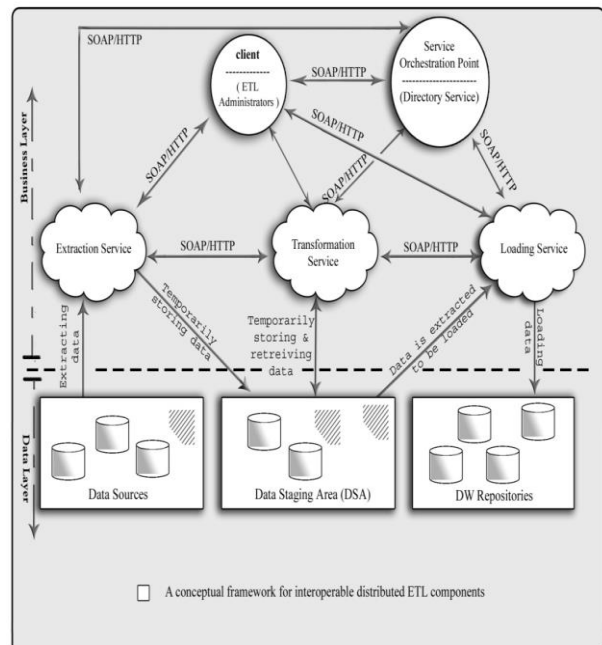 SOAP/HTTP
client
( ETL
Administrators )
SOAP/HTTP
Service
Orchestration Point
(Directory Service)
SOAP/HTTP
SOAP/HTTP
SOAP/HTTP
SOAP/HTTP
Business Layer
Extraction Service
SOAP/HTTP
Transformation
Service
SOAP/HTTP
Loading Service
Extracting
data
Temporarily
storing data
Temporarily
storing &
retreiving
data
Data is extracted
to be loaded
Loading
data
Data Layer
Data Sources
Data Staging Area (DSA)
DW Repositories
A conceptual framework for interoperable distributed ETL components